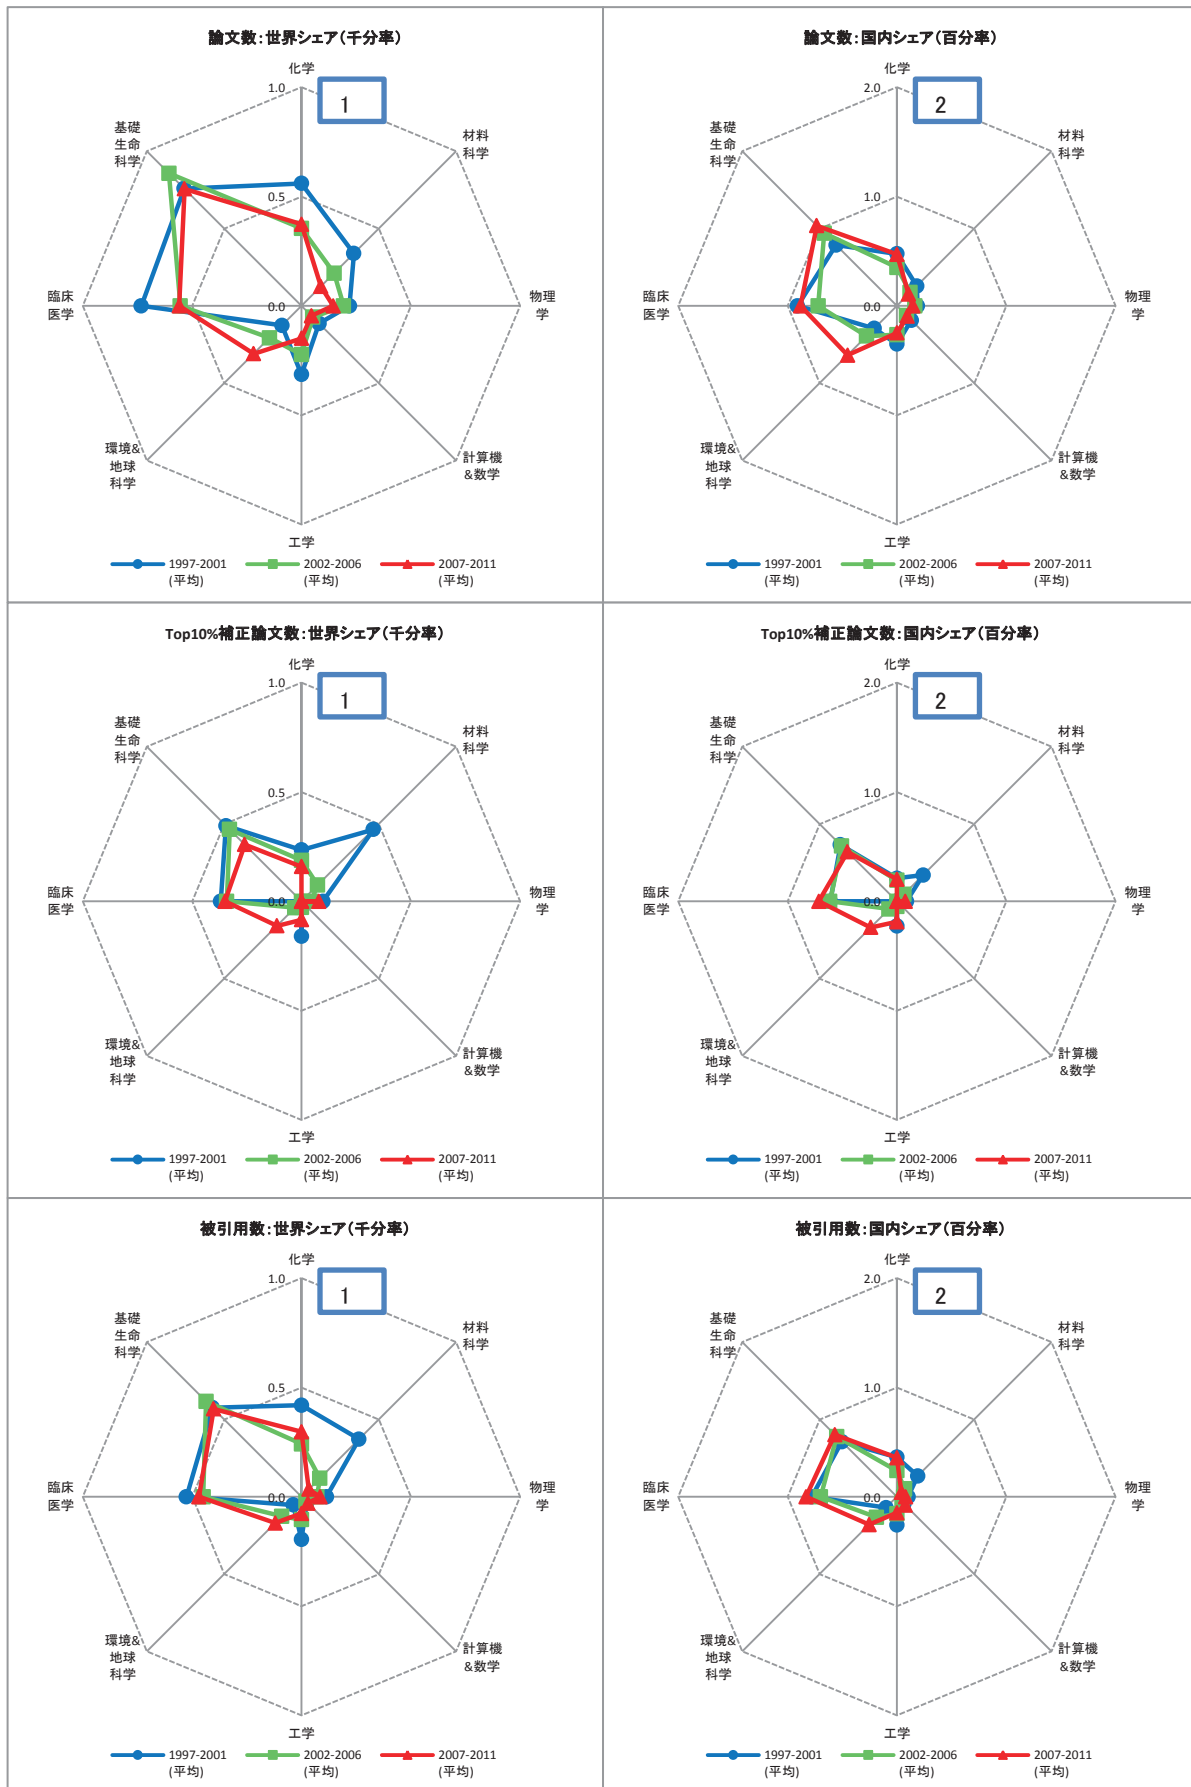 論文数：世界シェア（千分率）
化学
1.0
1
基礎
生命
科学
材料
科学
0.5
臨床
医学
0.0
物理
学
環境&
地球
科学
計算機
&数学
工学
1997-2001
(平均)
2002-2006
(平均)
2007-2011
(平均)
論文数：国内シェア（百分率）
化学
2.0
2
基礎
生命
科学
材料
科学
1.0
臨床
医学
0.0
物理
学
環境&
地球
科学
計算機
&数学
工学
1997-2001
(平均)
2002-2006
(平均)
2007-2011
(平均)
Top10%補正論文数：世界シェア（千分率）
化学
1.0
1
基礎
生命
科学
材料
科学
0.5
臨床
医学
0.0
物理
学
環境&
地球
科学
計算機
&数学
工学
1997-2001
(平均)
2002-2006
(平均)
2007-2011
(平均)
Top10%補正論文数：国内シェア（百分率）
化学
2.0
2
基礎
生命
科学
材料
科学
1.0
臨床
医学
0.0
物理
学
環境&
地球
科学
計算機
&数学
工学
1997-2001
(平均)
2002-2006
(平均)
2007-2011
(平均)
被引用数：世界シェア（千分率）
化学
1.0
1
基礎
生命
科学
材料
科学
0.5
臨床
医学
0.0
物理
学
環境&
地球
科学
計算機
&数学
工学
1997-2001
(平均)
2002-2006
(平均)
2007-2011
(平均)
被引用数：国内シェア（百分率）
化学
2.0
2
基礎
生命
科学
材料
科学
1.0
臨床
医学
0.0
物理
学
環境&
地球
科学
計算機
&数学
工学
1997-2001
(平均)
2002-2006
(平均)
2007-2011
(平均)